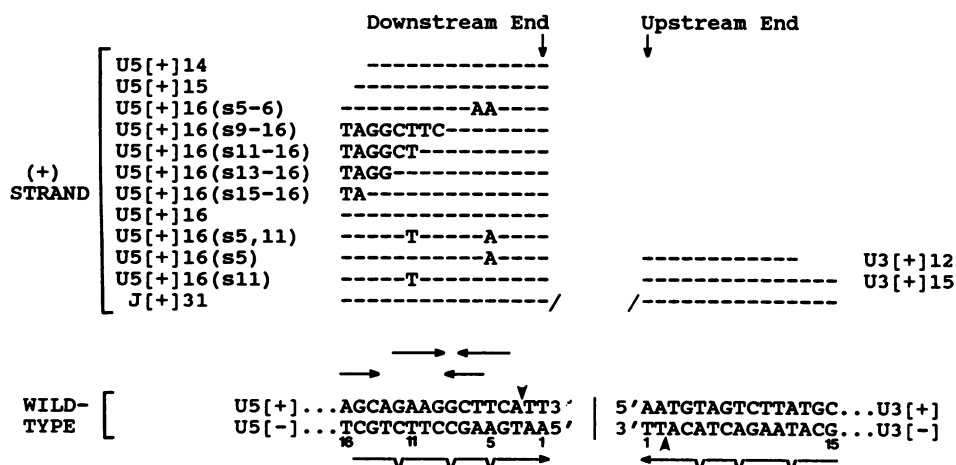 Downstream End Upstream End
(+) STRAND
U5[+]14 --------------
U5[+]15 ---------------
U5[+]16(s5-6) ----------AA----
U5[+]16(s9-16) TAGGCTTC--------
U5[+]16(s11-16) TAGGCT----------
U5[+]16(s13-16) TAGG------------
U5[+]16(s15-16) TA--------------
U5[+]16 ----------------
U5[+]16(s5,11) -----T-----A----
U5[+]16(s5) -----------A---- ------------ U3[+]12
U5[+]16(s11) -----T---------- --------------- U3[+]15
J[+]31 ----------------/ /---------------
WILD-TYPE
U5[+]...AGCAGAAGGCTTCATT3' | 5'AATGTAGTCTTATGC...U3[+]
U5[-]...TCGTCTTCCGAAGTAA5' | 3'TTACATCAGAATACG...U3[-]
16 11 5 1 1 15